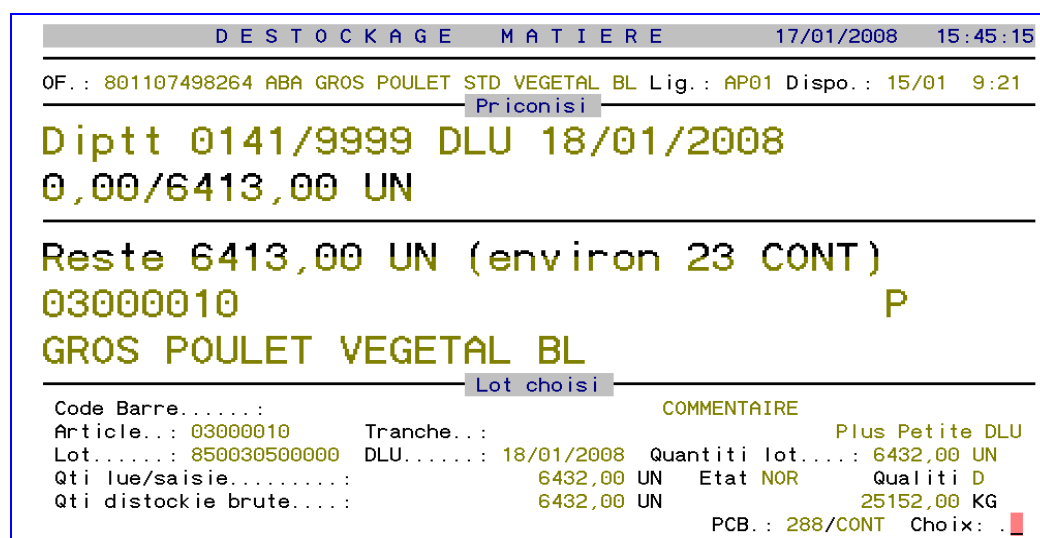 D E S T O C K A G E M A T I E R E 17/01/2008 15:45:15
OF.: 801107498264 ABA GROS POULET STD VEGETAL BL Lig.: AP01 Dispo.: 15/01 9:21
Priconisi
Diptt 0141/9999 DLU 18/01/2008
0,00/6413,00 UN
Reste 6413,00 UN (environ 23 CONT)
03000010 P
GROS POULET VEGETAL BL
Lot choisi
Code Barre......: COMMENTAIRE
Article..: 03000010 Tranche..: Plus Petite DLU
Lot......: 850030500000 DLU......: 18/01/2008 Quantiti lot....: 6432,00 UN
Qti lue/saisie.........: 6432,00 UN Etat NOR Qualiti D
Qti distockie brute....: 6432,00 UN 25152,00 KG
PCB.: 288/CONT Choix: .